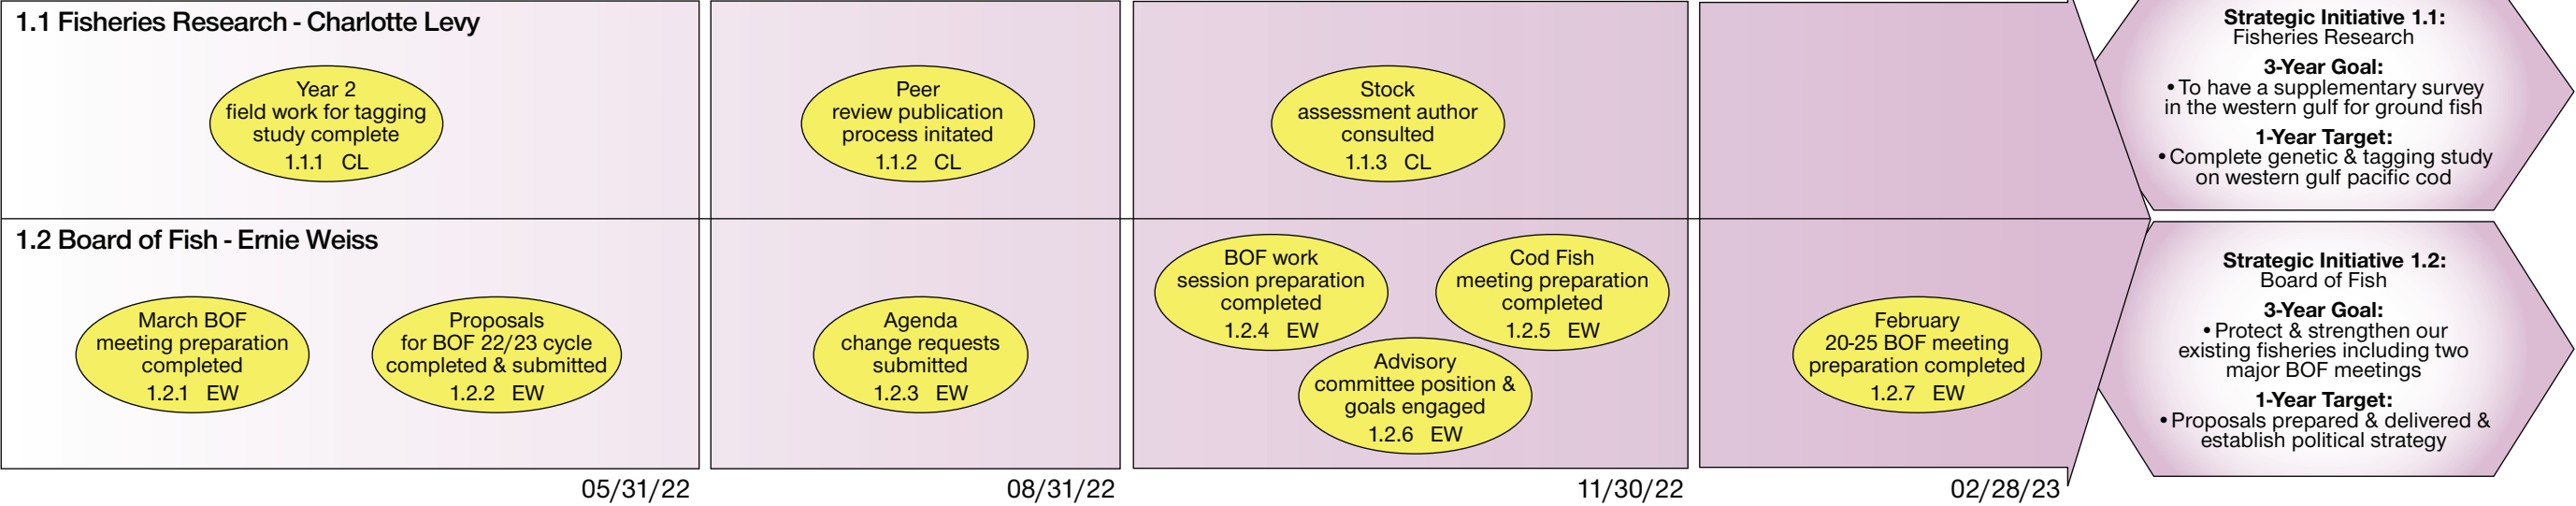 1.1 Fisheries Research - Charlotte Levy
Year 2
field work for tagging
study complete
1.1.1 CL
Peer
review publication
process initated
1.1.2 CL
Stock
assessment author
consulted
1.1.3 CL
Strategic Initiative 1.1:
Fisheries Research
3-Year Goal:
• To have a supplementary survey
in the western gulf for ground fish
1-Year Target:
• Complete genetic & tagging study
on western gulf pacific cod
1.2 Board of Fish - Ernie Weiss
March BOF
meeting preparation
completed
1.2.1 EW
Proposals
for BOF 22/23 cycle
completed & submitted
1.2.2 EW
Agenda
change requests
submitted
1.2.3 EW
BOF work
session preparation
completed
1.2.4 EW
Cod Fish
meeting preparation
completed
1.2.5 EW
Advisory
committee position &
goals engaged
1.2.6 EW
February
20-25 BOF meeting
preparation completed
1.2.7 EW
Strategic Initiative 1.2:
Board of Fish
3-Year Goal:
• Protect & strengthen our
existing fisheries including two
major BOF meetings
1-Year Target:
• Proposals prepared & delivered &
establish political strategy
05/31/22
08/31/22
11/30/22
02/28/23